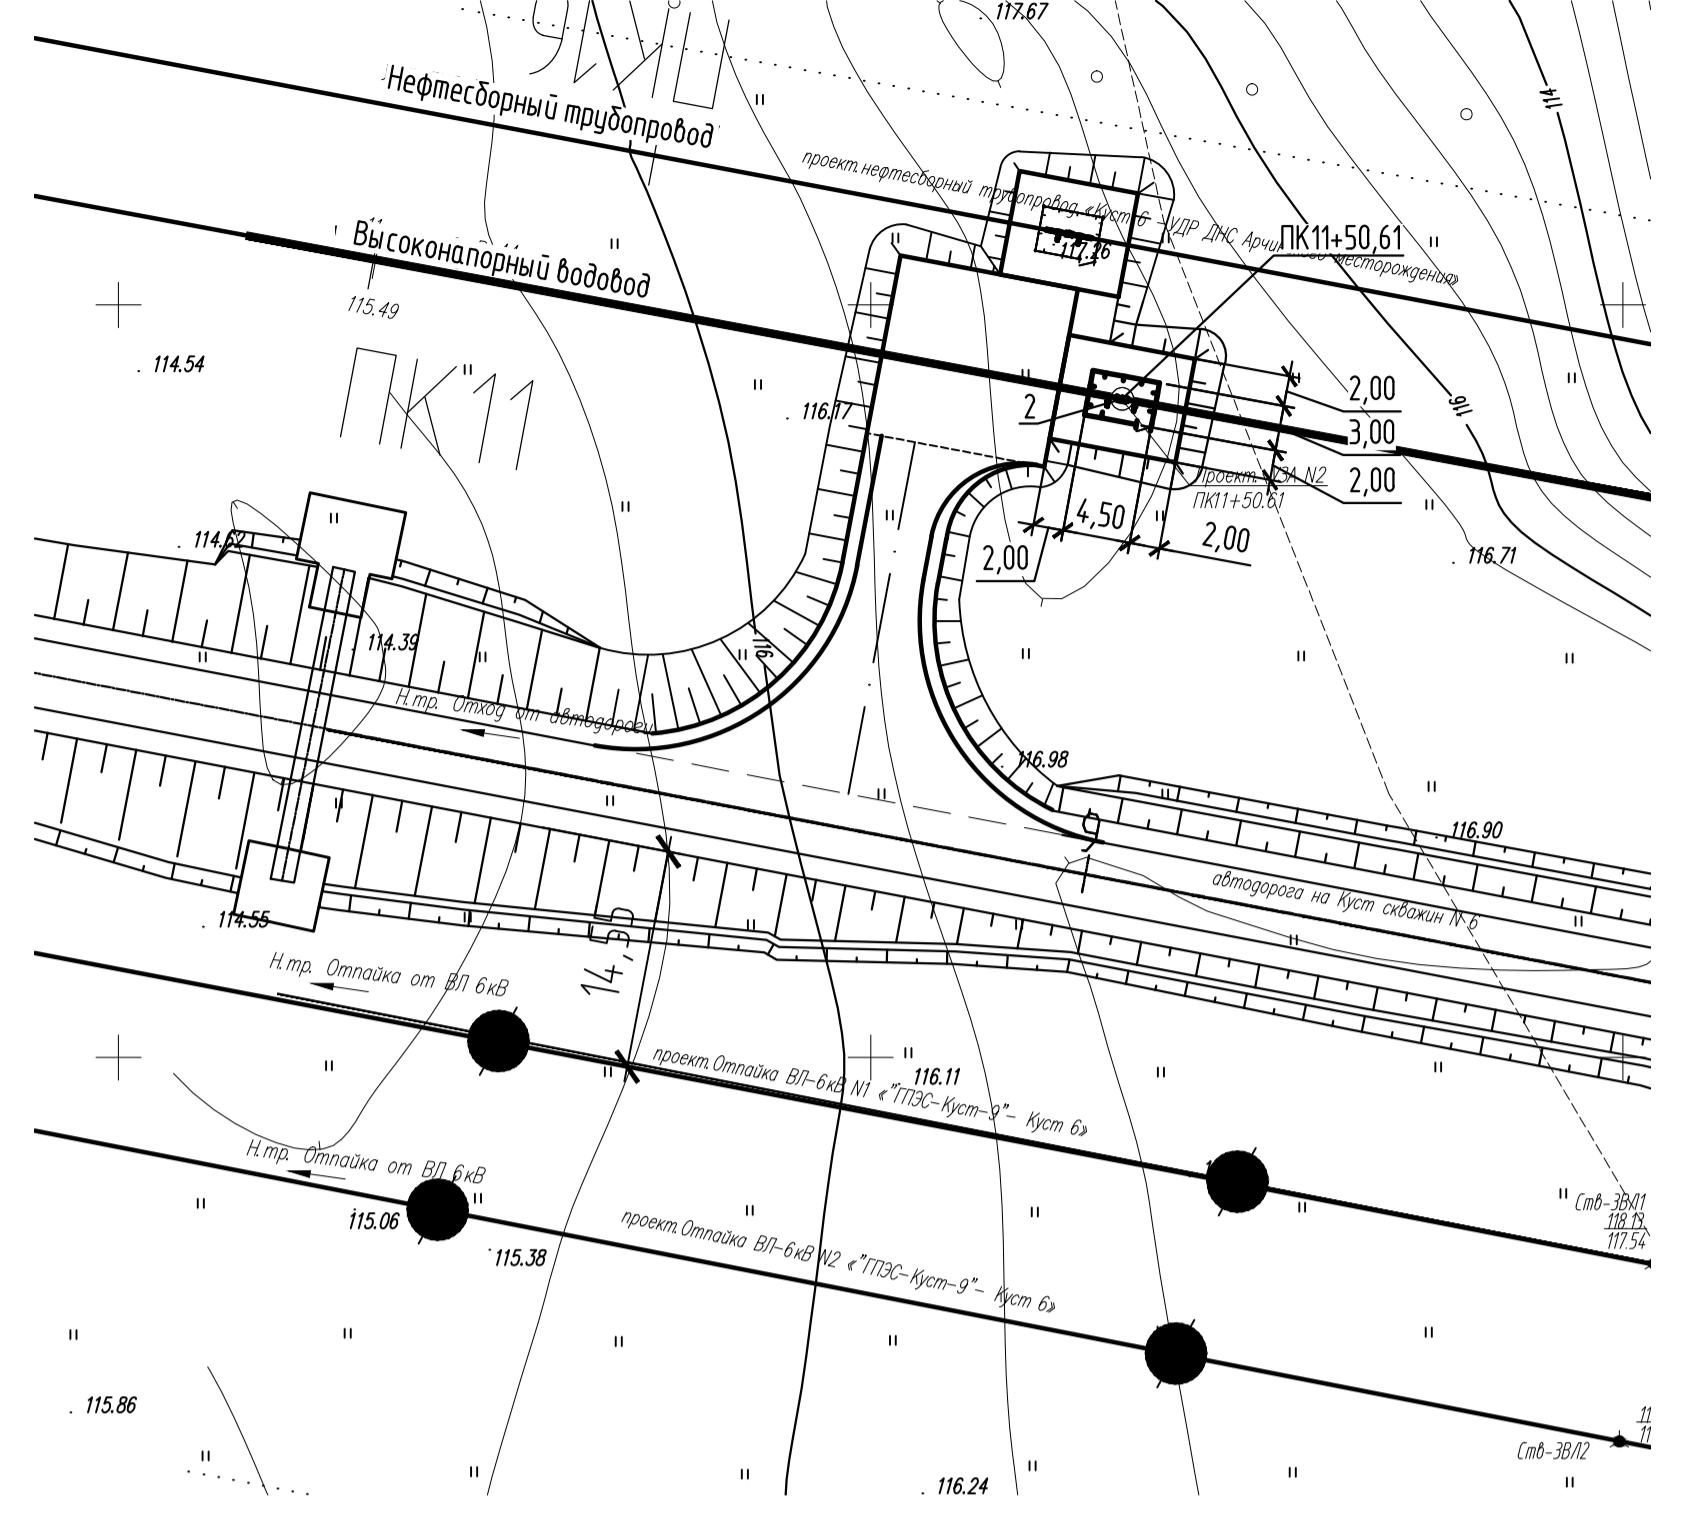 117.67
114
Нефтесборный трубопровод
проект. нефтесборный трубопровод. «Куст 6 - УДР ДНС
месторождения»
117.26
ПК11+50,61
Высоконапорный водовод
11
115.49
114.54
ПК11
116.17
2
2,00
3,00
2,00
116
Проект. УЗА N2
ПК11+50.61
4,50
2,00
2,00
114.62
116.71
114.39
116
Н.тр. Отход от автодороги
116.98
9
116.90
автодорога на Куст скважин N 6
114.55
14,5
Н.тр. Отпайка от ВЛ 6кВ
проект.Отпайка ВЛ-6кВ N1 «"ГПЭС-Куст-9"- Куст 6»
116.11
Н.тр. Отпайка от ВЛ 6кВ
115.06
115.38
проект.Отпайка ВЛ-6кВ N2 «"ГПЭС-Куст-9"- Куст 6»
Ств-3ВЛ1
118.13
117.54
115.86
Ств-3ВЛ2
116.24